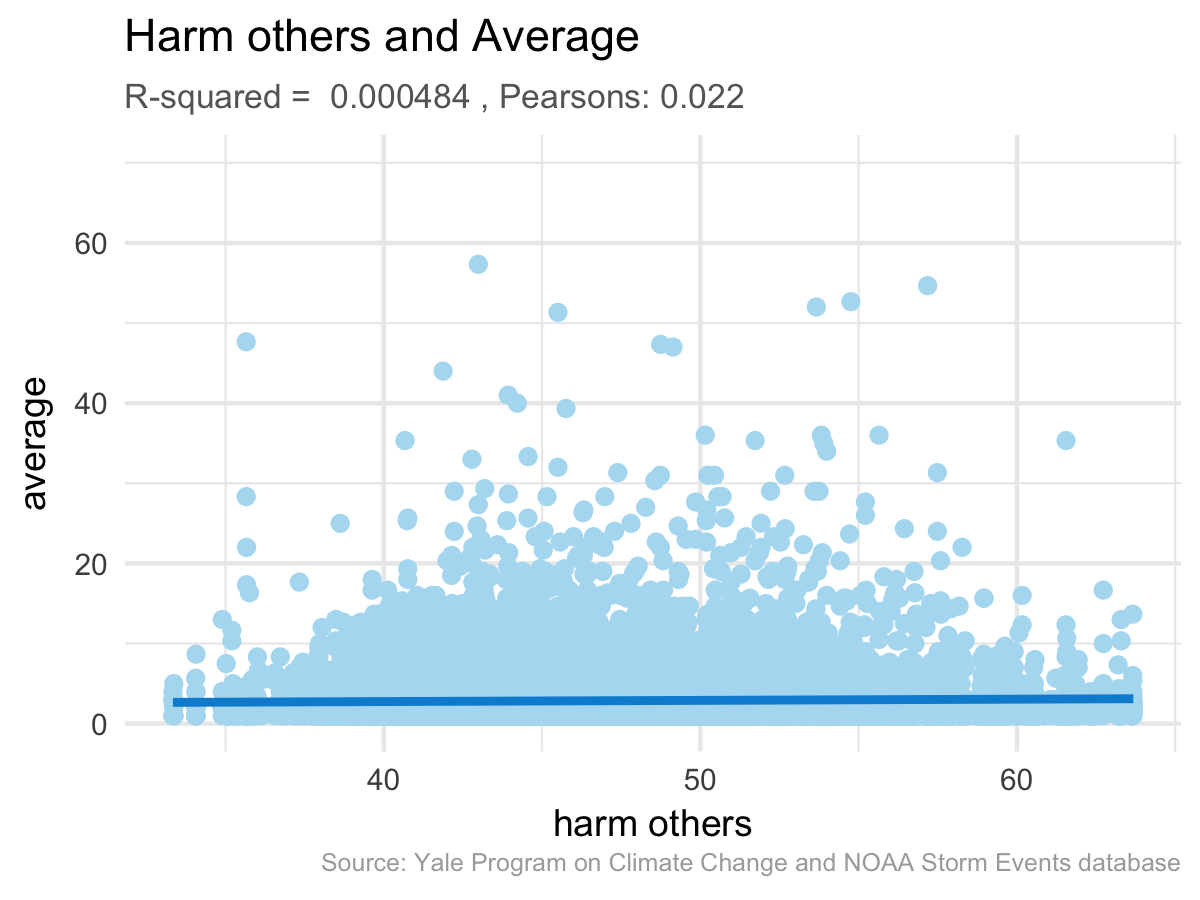 Harm others and Average
R-squared =  0.000484 , Pearsons: 0.022
average
60
40
20
0
40
50
60
harm others
Source: Yale Program on Climate Change and NOAA Storm Events database